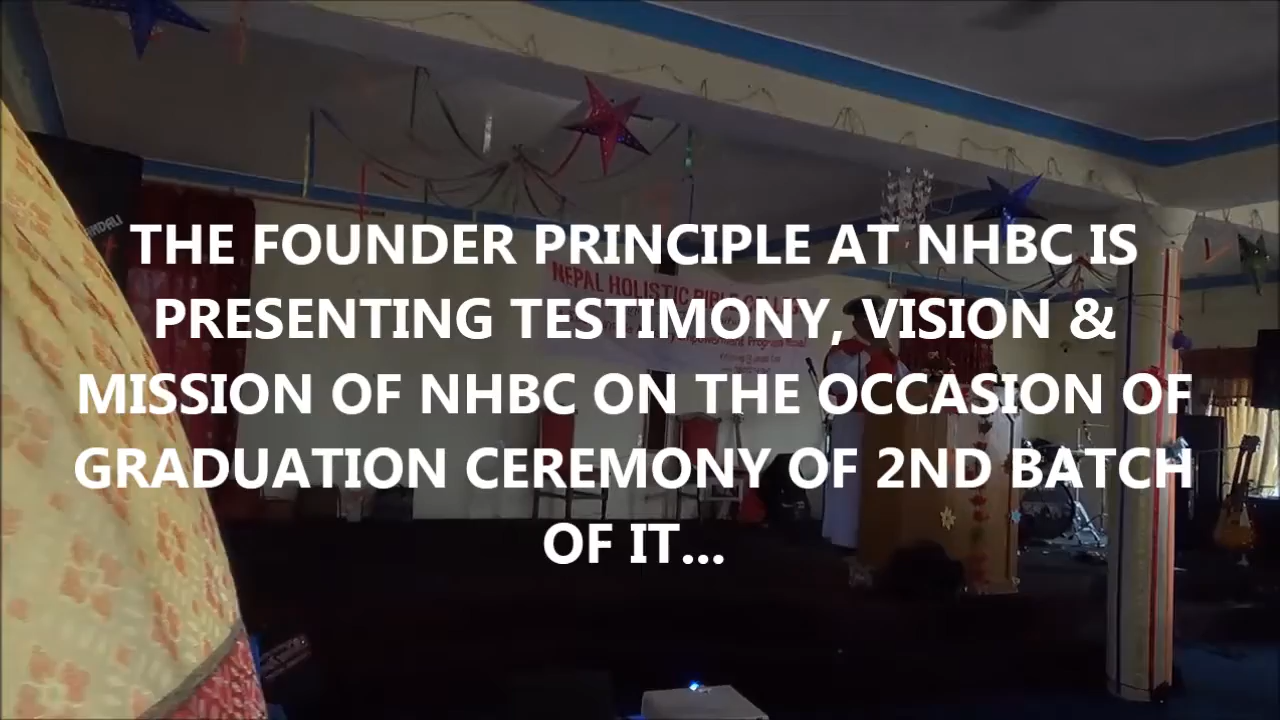 THE FOUNDER PRINCIPLE AT NHBC IS
PRESENTING TESTIMONY, VISION &
MISSION OF NHBC ON THE OCCASION OF
GRADUATION CEREMONY OF 2ND BATCH
OF IT...
NEPAL HOLISTIC BIBLE